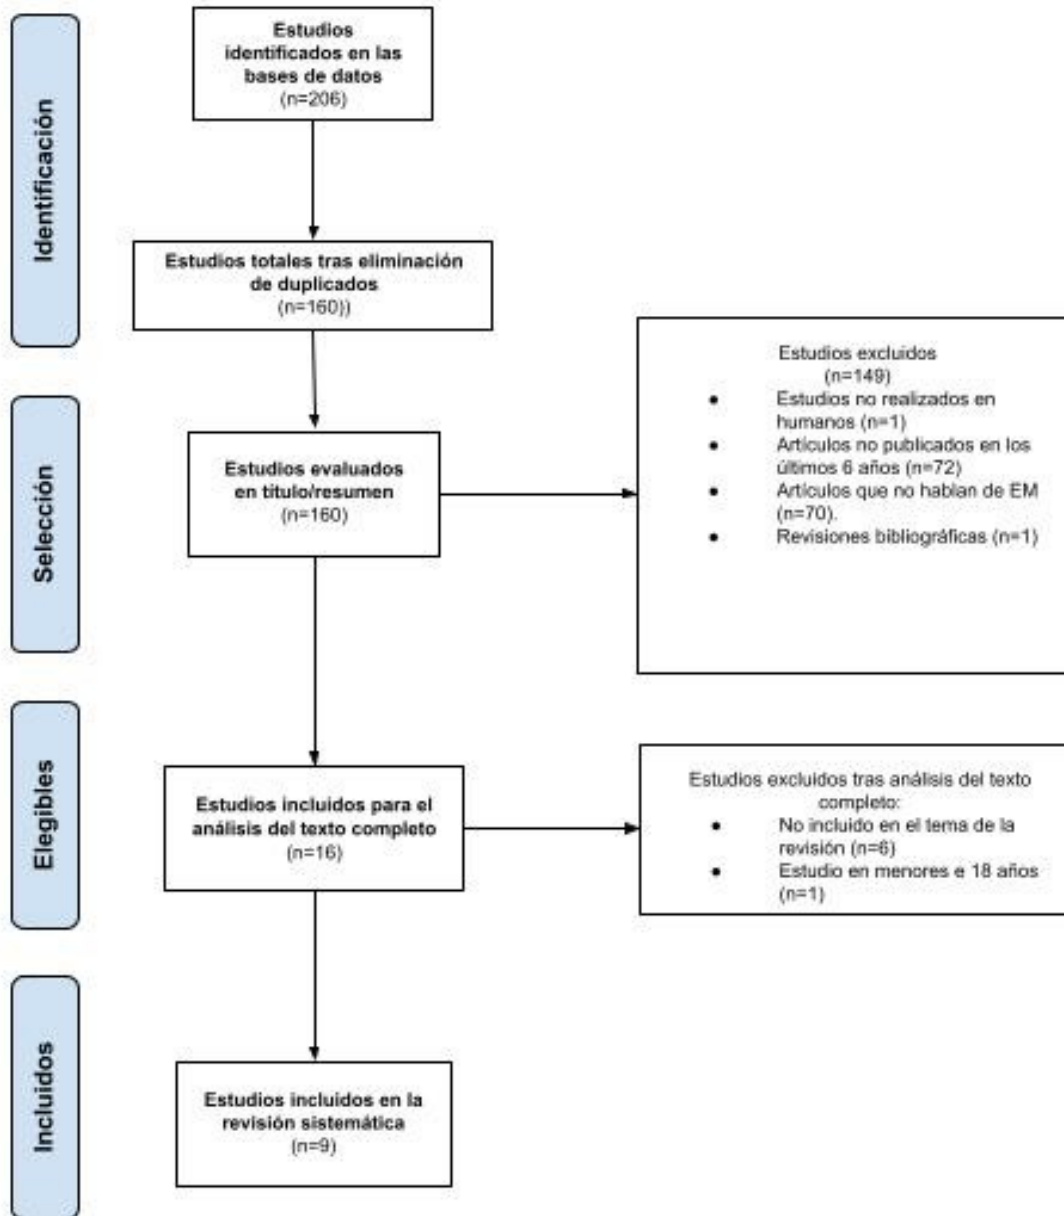 Identificación
Estudios
identificados en las
bases de datos
(n=206)
Estudios totales tras eliminación
de duplicados
(n=160))
Selección
Estudios evaluados
en título/resumen
(n=160)
Estudios excluidos
(n=149)
● Estudios no realizados en
humanos (n=1)
● Artículos no publicados en los
últimos 6 años (n=72)
● Artículos que no hablan de EM
(n=70).
● Revisiones bibliográficas (n=1)
Elegibles
Estudios incluidos para el
análisis del texto completo
(n=16)
Estudios excluidos tras análisis del texto
completo:
● No incluido en el tema de la
revisión (n=6)
● Estudio en menores e 18 años
(n=1)
Incluidos
Estudios incluidos en la
revisión sistemática
(n=9)